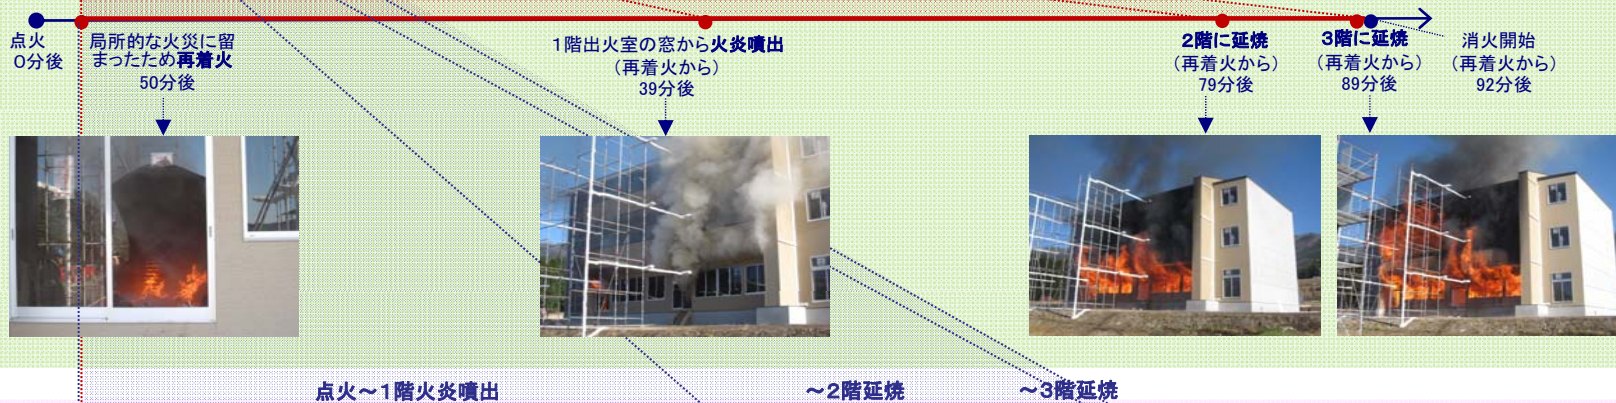 点火
0分後
局所的な火災に留
まったため再着火
50分後
1階出火室の窓から火炎噴出
(再着火から)
39分後
2階に延焼
(再着火から)
79分後
3階に延焼
(再着火から)
89分後
消火開始
(再着火から)
92分後
点火~1階火炎噴出
~2階延焼
~3階延焼